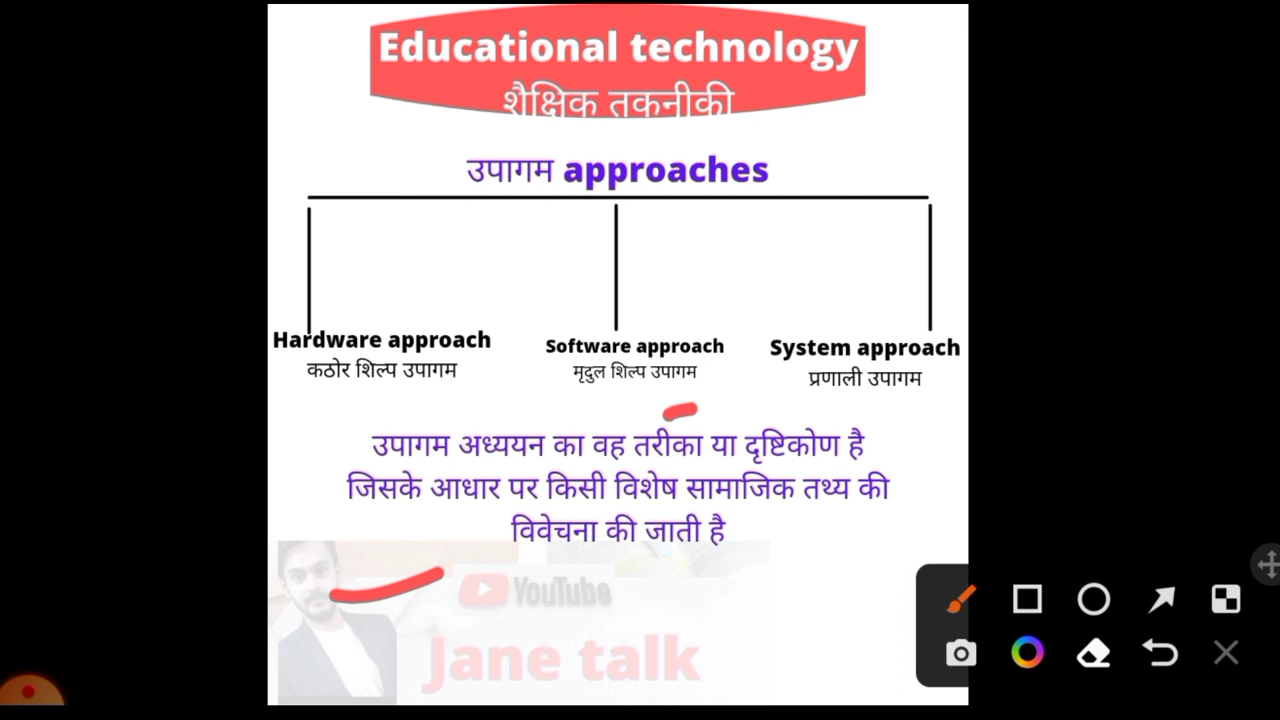 Educational technology
शैक्षिक तकनीकी
उपागम approaches
Hardware approach
कठोर शिल्प उपागम
Software approach
मृदुल शिल्प उपागम
System approach
प्रणाली उपागम
उपागम अध्ययन का वह तरीका या दृष्टिकोण है
जिसके आधार पर किसी विशेष सामाजिक तथ्य की
विवेचना की जाती है
YouTube
Jane talk